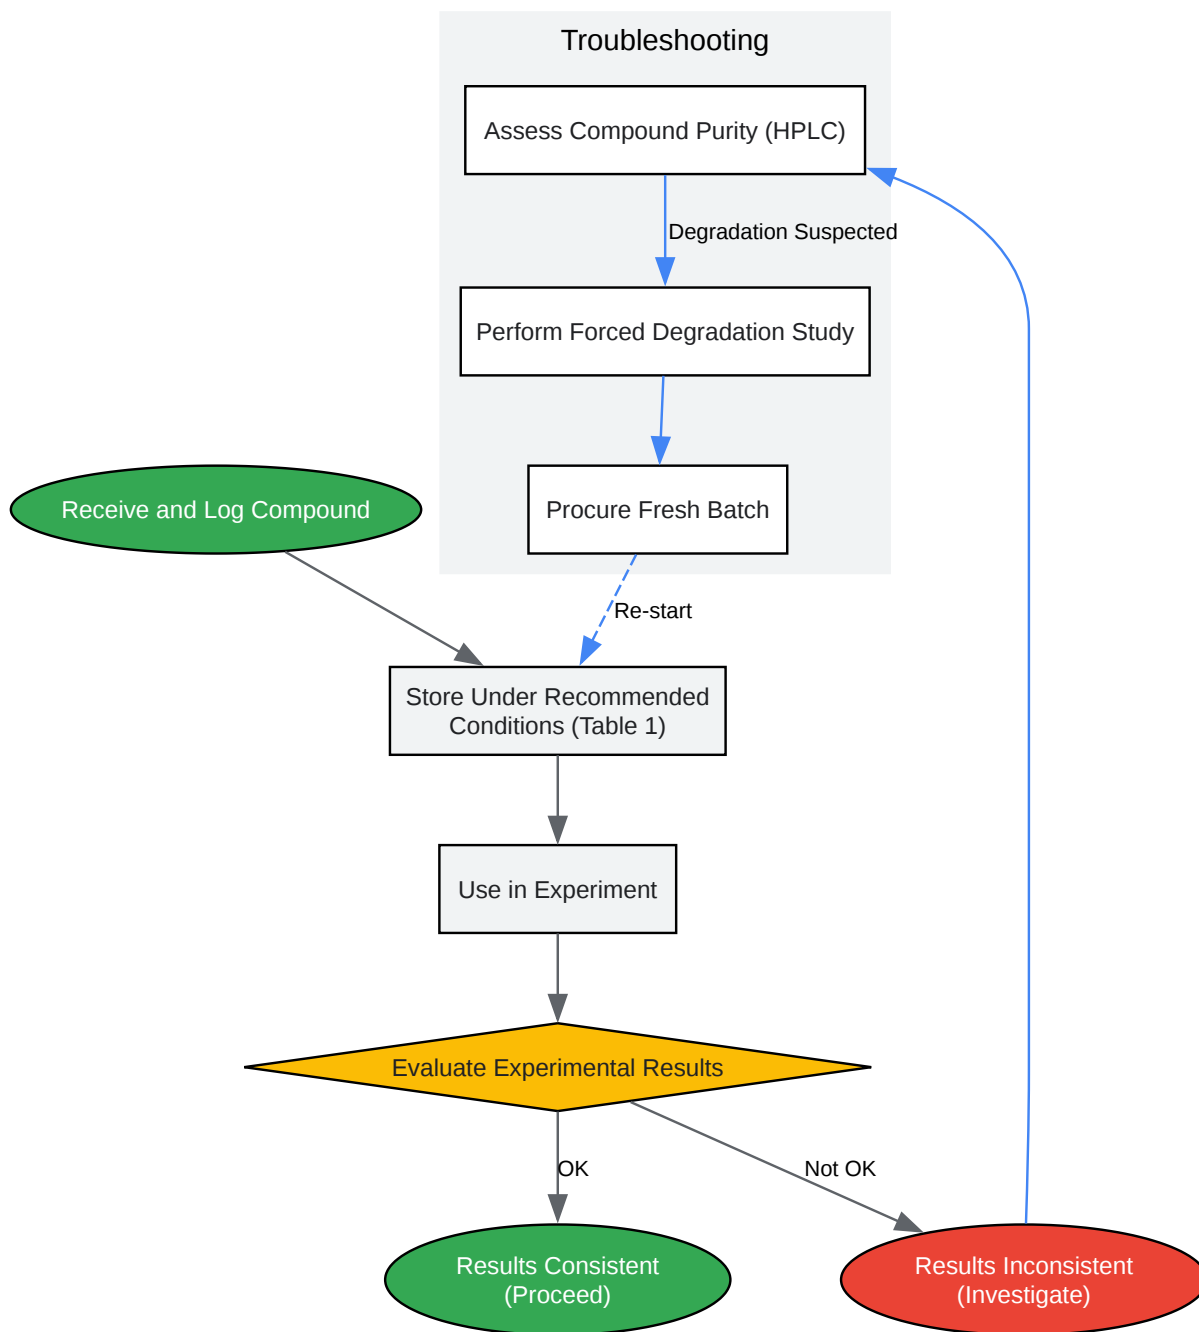 Troubleshooting
Assess Compound Purity (HPLC)
Degradation Suspected
Perform Forced Degradation Study
Procure Fresh Batch
Receive and Log Compound
Re-start
Store Under Recommended
Conditions (Table 1)
Use in Experiment
Evaluate Experimental Results
OK
Not OK
Results Consistent
(Proceed)
Results Inconsistent
(Investigate)